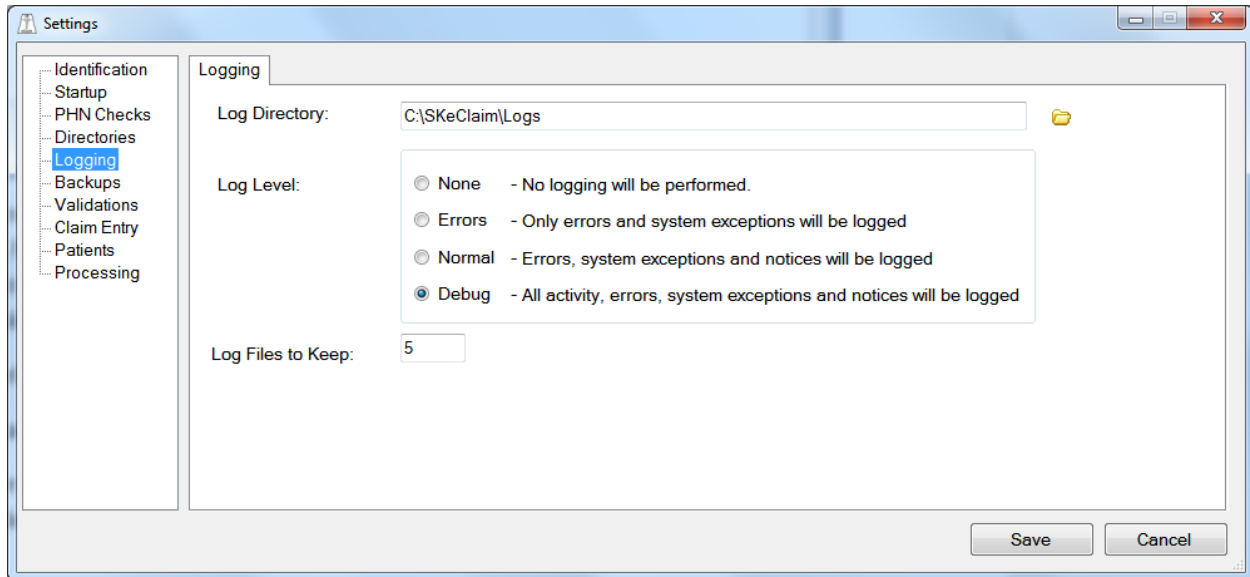 Settings
Identification
Startup
PHN Checks
Directories
Logging
Backups
Validations
Claim Entry
Patients
Processing
Logging
Log Directory: C:\SKeClaim\Logs
Log Level:
None - No logging will be performed.
Errors - Only errors and system exceptions will be logged
Normal - Errors, system exceptions and notices will be logged
Debug - All activity, errors, system exceptions and notices will be logged
Log Files to Keep: 5
Save Cancel